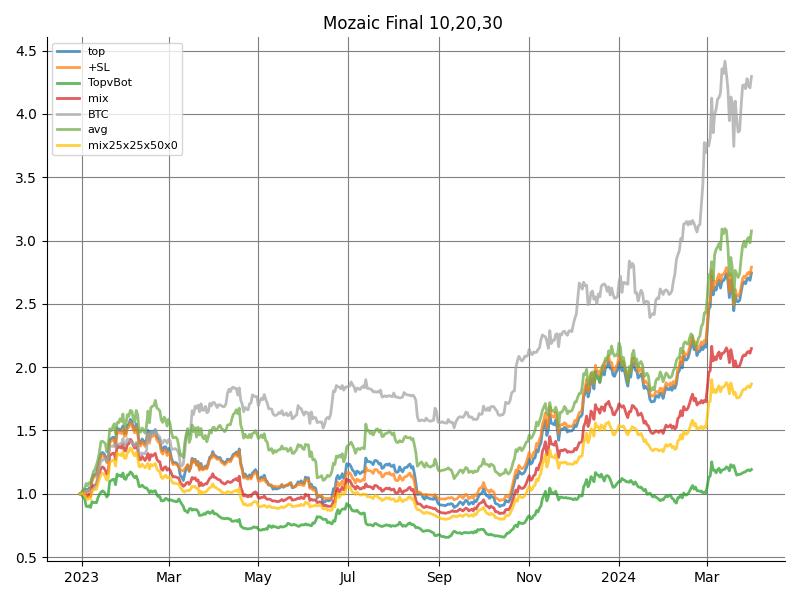 Mozaic Final 10,20,30
top
+SL
TopvBot
mix
BTC
avg
mix25x25x50x0
4.5
4.0
3.5
3.0
2.5
2.0
1.5
1.0
0.5
2023 Mar May Jul Sep Nov 2024 Mar